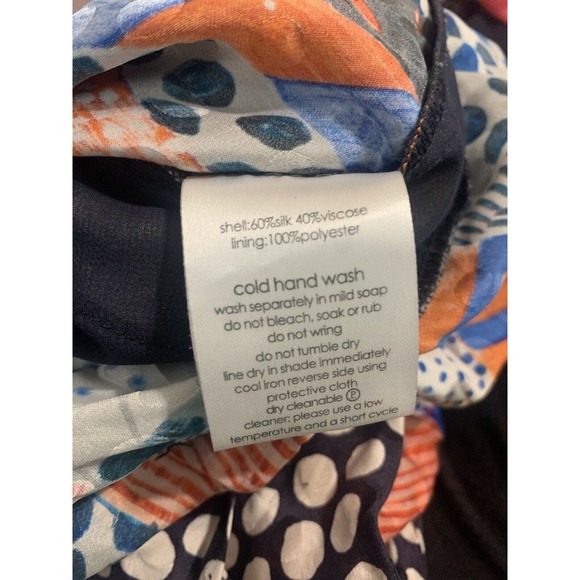 shell:60%silk 40%viscose
lining:100%polyester
cold hand wash
wash separately in mild soap
do not bleach, soak or rub
do not wring
do not tumble dry
line dry in shade immediately
cool iron reverse side using
protective cloth
dry cleanable Ⓟ
cleaner: please use a low
temperature and a short cycle